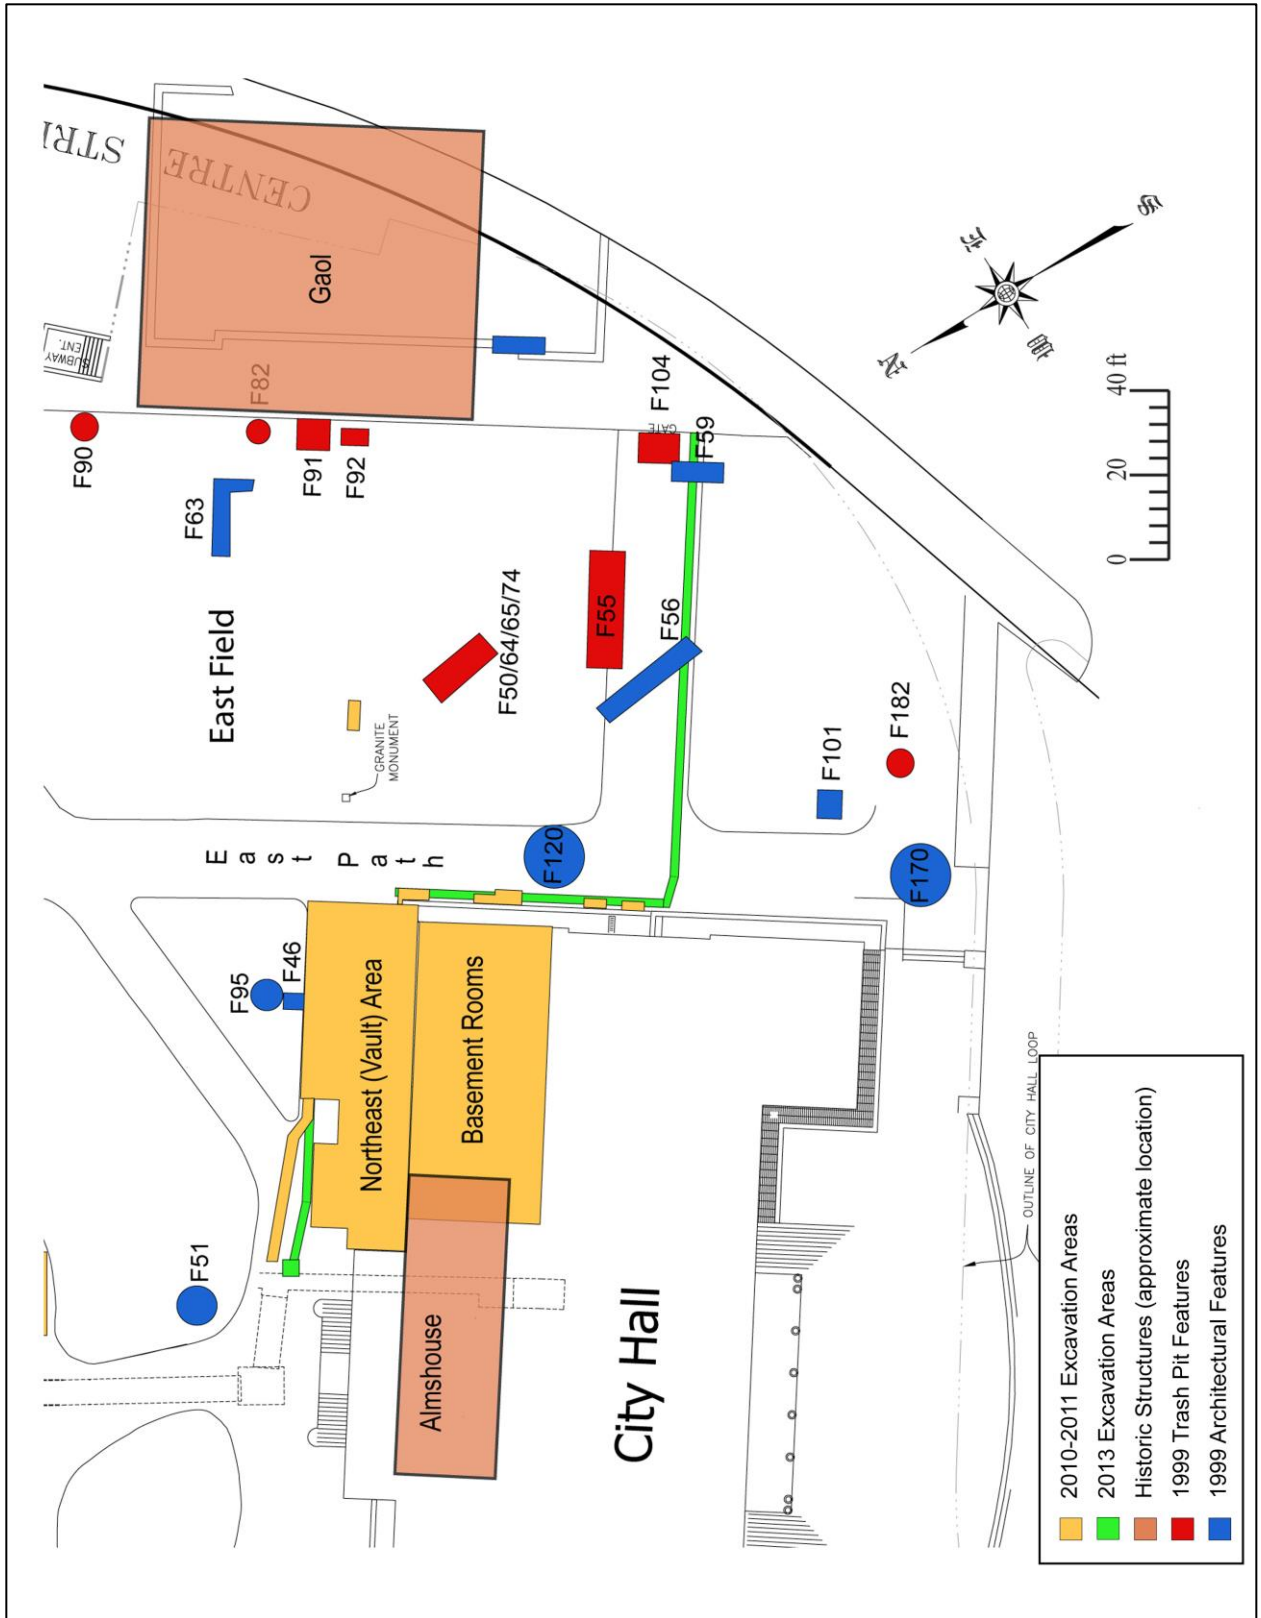 STRE
CENTRE
Gaol
SUBWAY
ENT.
F82
F90
F91
F92
F104
GATE
F59
F63
East Field
F50/64/65/74
F55
F56
GRANITE
MONUMENT
F101
F182
East Path
F120
F170
F95
F46
Northeast (Vault) Area
Basement Rooms
F51
Almshouse
City Hall
OUTLINE OF CITY HALL LOOP
N
E
S
W
0 20 40 ft
2010-2011 Excavation Areas
2013 Excavation Areas
Historic Structures (approximate location)
1999 Trash Pit Features
1999 Architectural Features